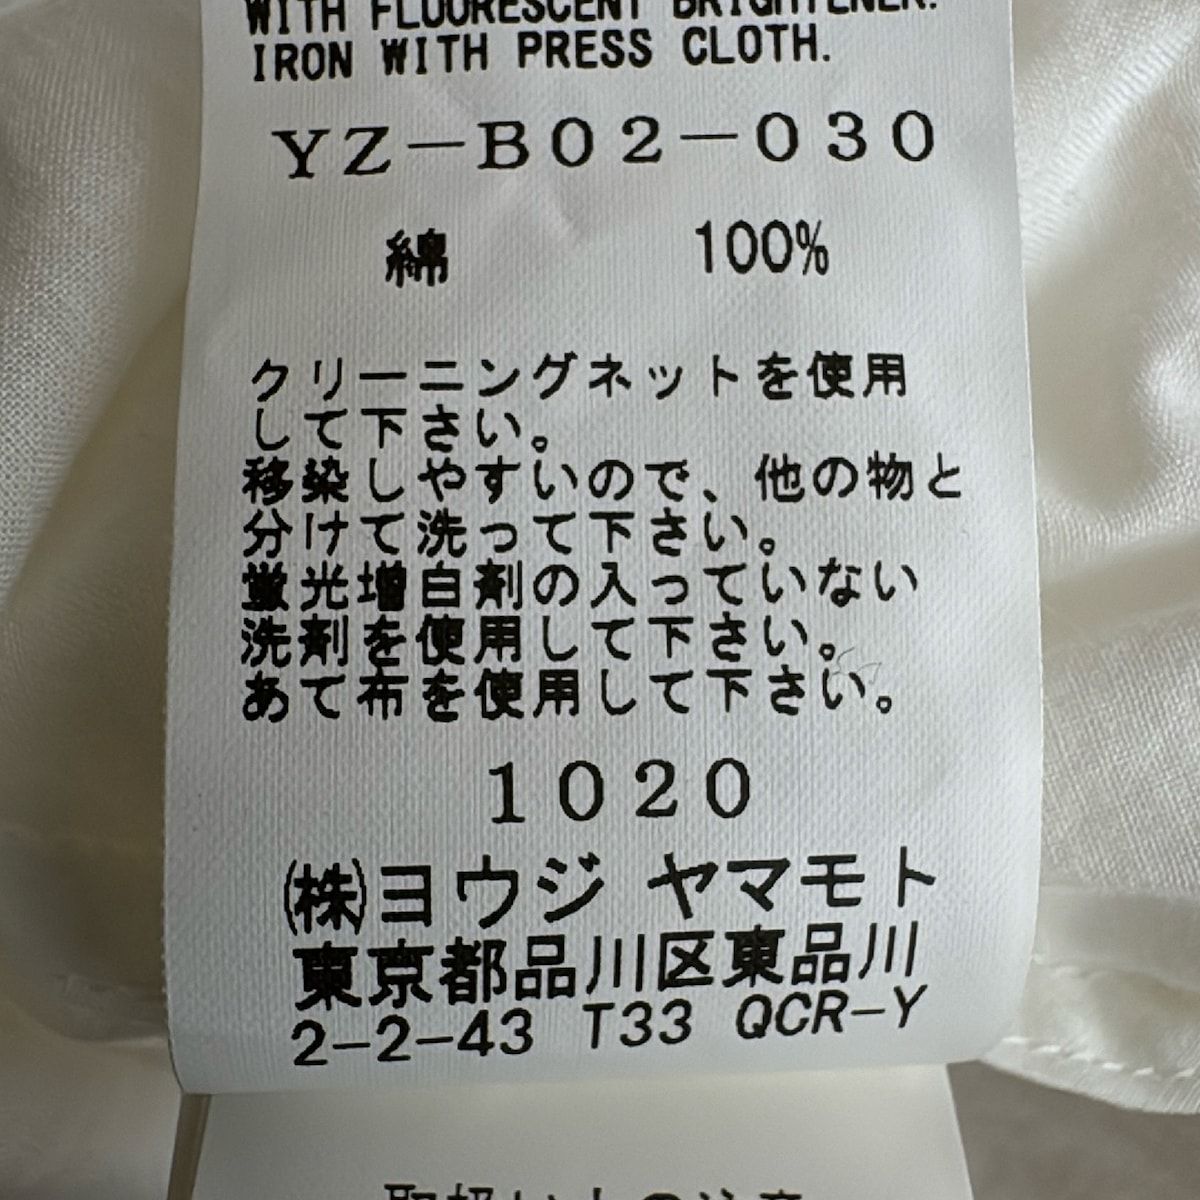 WITH FLUORESCENT BRIGHTENER.
IRON WITH PRESS CLOTH.
YZ-B02-030
綿 100%
クリーニングネットを使用
して下さい。
移染しやすいので、他の物と
分けて洗って下さい。
蛍光増白剤の入っていない
洗剤を使用して下さい。
あて布を使用して下さい。
1020
㈱ヨウジ ヤマモト
東京都品川区東品川
2-2-43 T33 QCR-Y